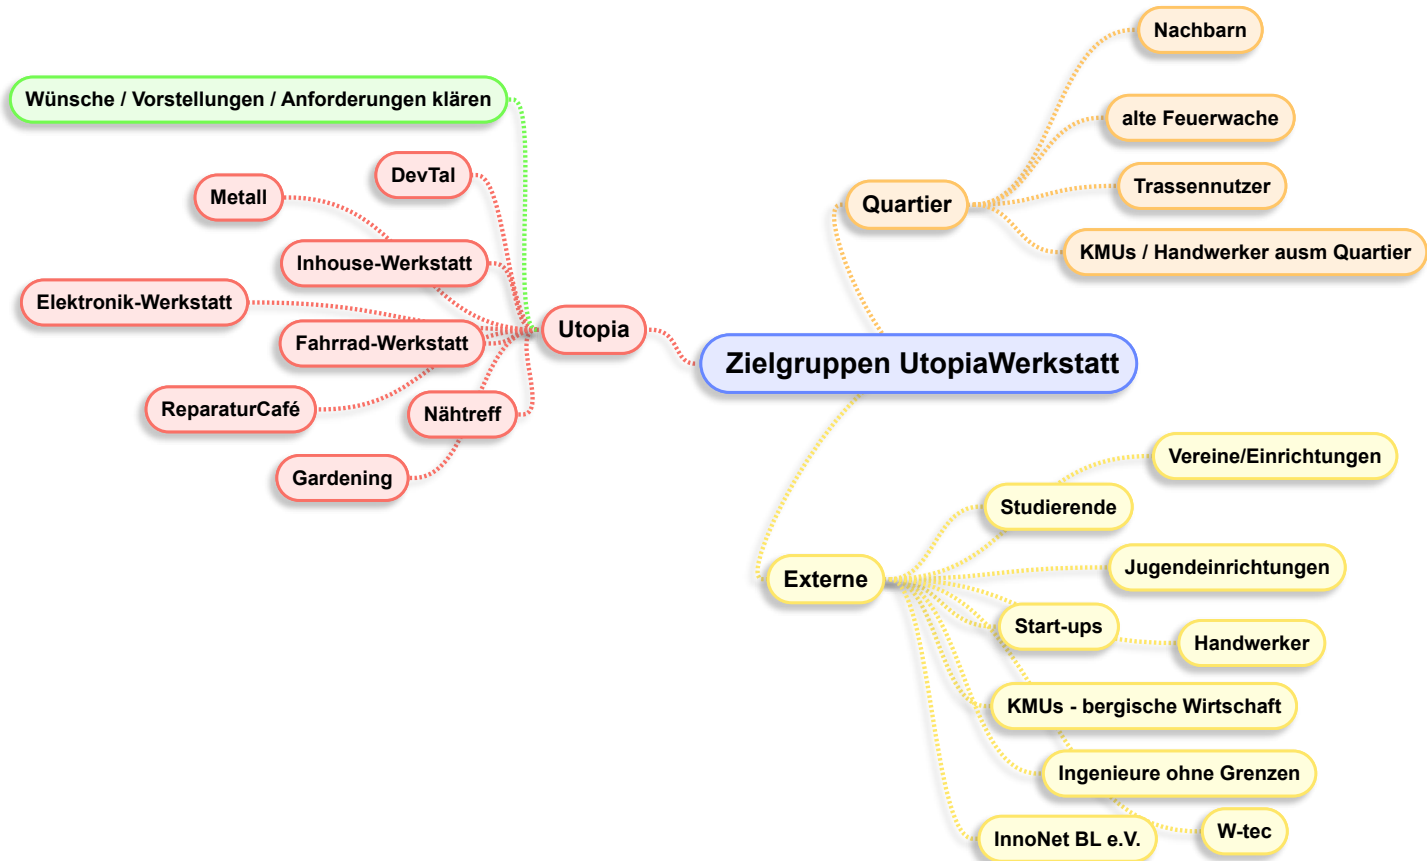 Zielgruppen UtopiaWerkstatt
Utopia
Wünsche / Vorstellungen / Anforderungen klären
DevTal
Metall
Inhouse-Werkstatt
Elektronik-Werkstatt
Fahrrad-Werkstatt
ReparaturCafé
Nähtreff
Gardening
Quartier
Nachbarn
alte Feuerwache
Trassennutzer
KMUs / Handwerker ausm Quartier
Externe
Vereine/Einrichtungen
Studierende
Jugendeinrichtungen
Start-ups
Handwerker
KMUs - bergische Wirtschaft
Ingenieure ohne Grenzen
W-tec
InnoNet BL e.V.